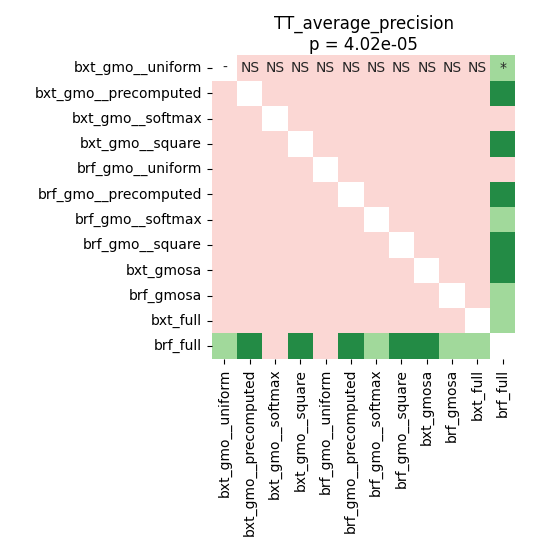 TT_average_precision
p = 4.02e-05
bxt_gmo__uniform - NS NS NS NS NS NS NS NS NS NS *
bxt_gmo__precomputed
bxt_gmo__softmax
bxt_gmo__square
brf_gmo__uniform
brf_gmo__precomputed
brf_gmo__softmax
brf_gmo__square
bxt_gmosa
brf_gmosa
bxt_full
brf_full
bxt_gmo__uniform
bxt_gmo__precomputed
bxt_gmo__softmax
bxt_gmo__square
brf_gmo__uniform
brf_gmo__precomputed
brf_gmo__softmax
brf_gmo__square
bxt_gmosa
brf_gmosa
bxt_full
brf_full